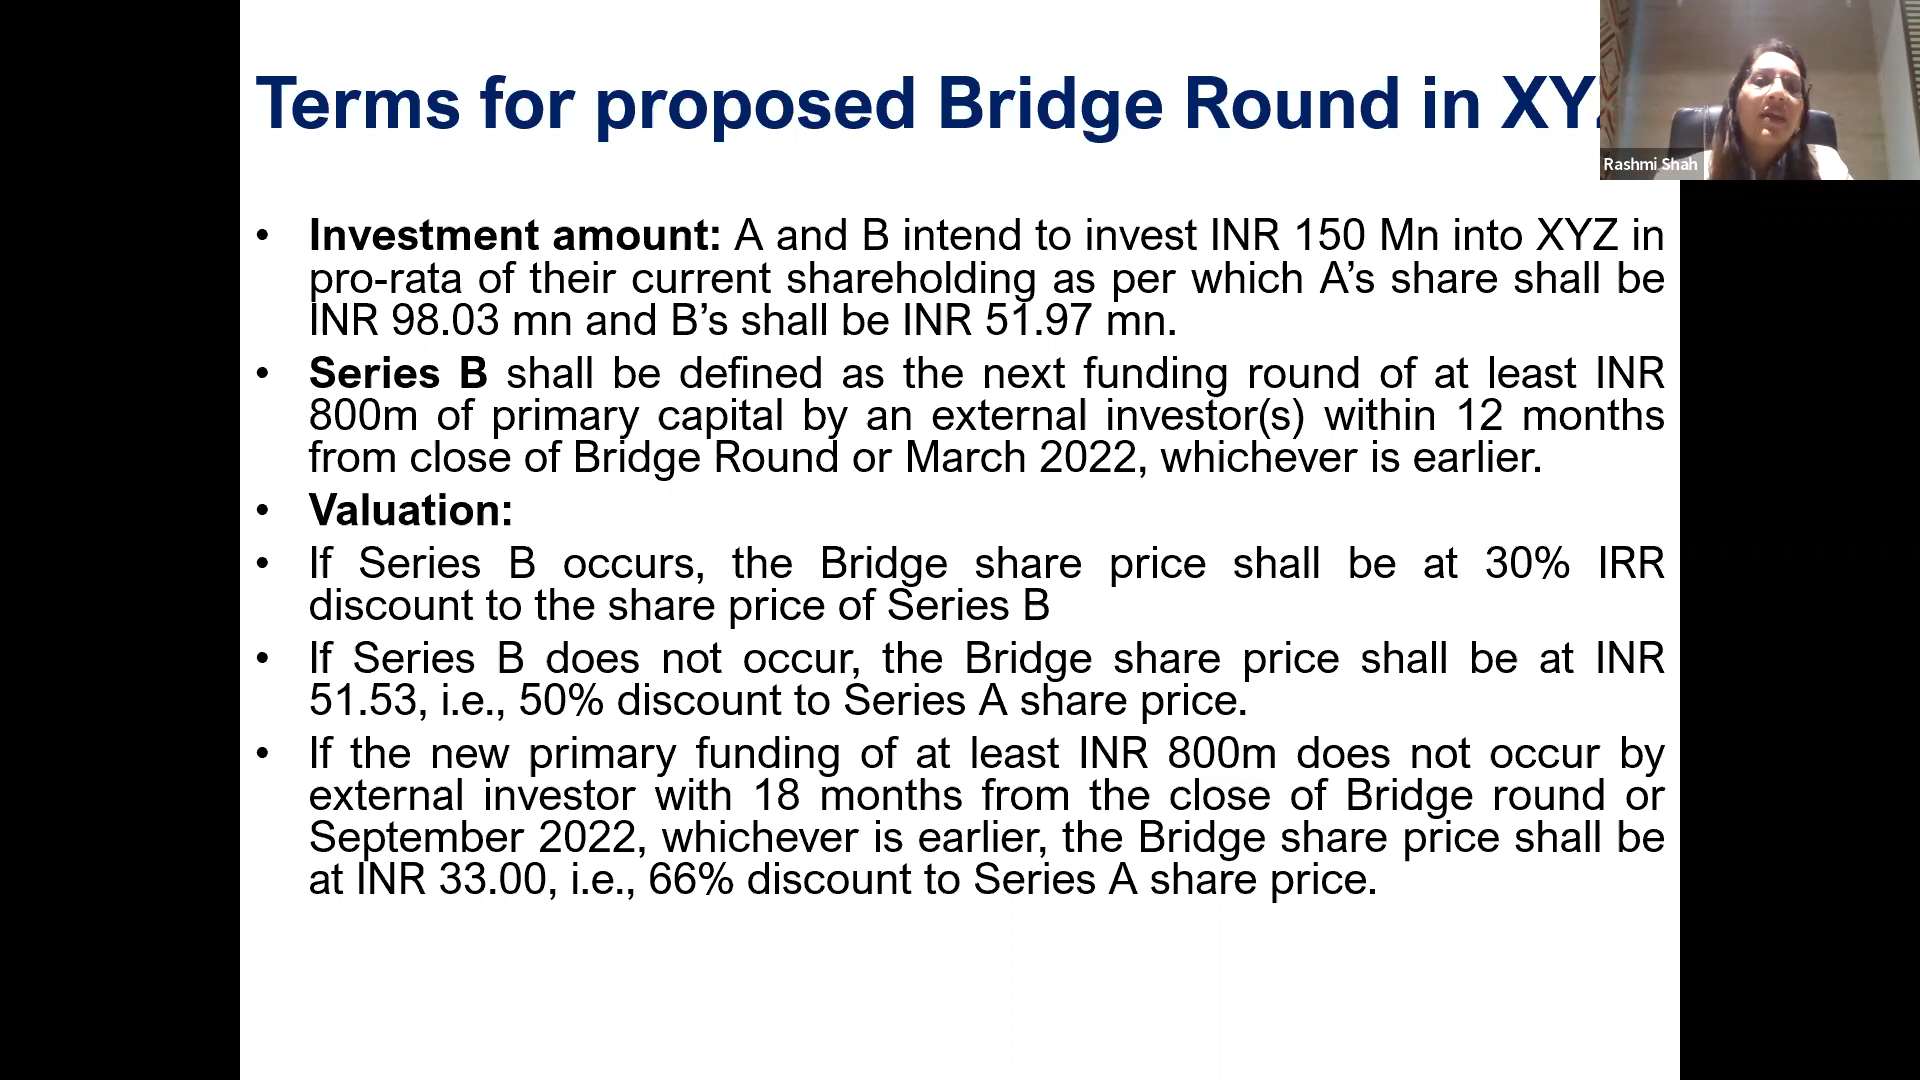 Terms for proposed Bridge Round in XY
Rashmi Shah
• Investment amount: A and B intend to invest INR 150 Mn into XYZ in
pro-rata of their current shareholding as per which A’s share shall be
INR 98.03 mn and B’s shall be INR 51.97 mn.
• Series B shall be defined as the next funding round of at least INR
800m of primary capital by an external investor(s) within 12 months
from close of Bridge Round or March 2022, whichever is earlier.
• Valuation:
• If Series B occurs, the Bridge share price shall be at 30% IRR
discount to the share price of Series B
• If Series B does not occur, the Bridge share price shall be at INR
51.53, i.e., 50% discount to Series A share price.
• If the new primary funding of at least INR 800m does not occur by
external investor with 18 months from the close of Bridge round or
September 2022, whichever is earlier, the Bridge share price shall be
at INR 33.00, i.e., 66% discount to Series A share price.